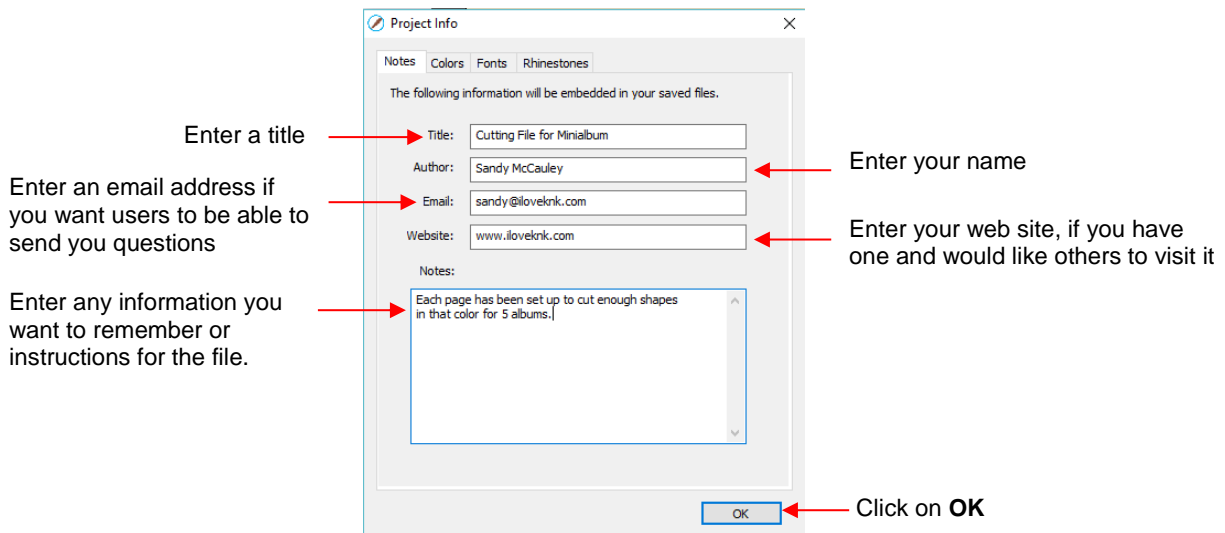 Project Info
Notes Colors Fonts Rhinestones
The following information will be embedded in your saved files.
Enter a title
Title: Cutting File for Minialbum
Author: Sandy McCauley
Enter your name
Enter an email address if
you want users to be able to
send you questions
Email: sandy@iloveknk.com
Website: www.iloveknk.com
Enter your web site, if you have
one and would like others to visit it
Notes:
Enter any information you
want to remember or
instructions for the file.
Each page has been set up to cut enough shapes
in that color for 5 albums.
OK
Click on OK